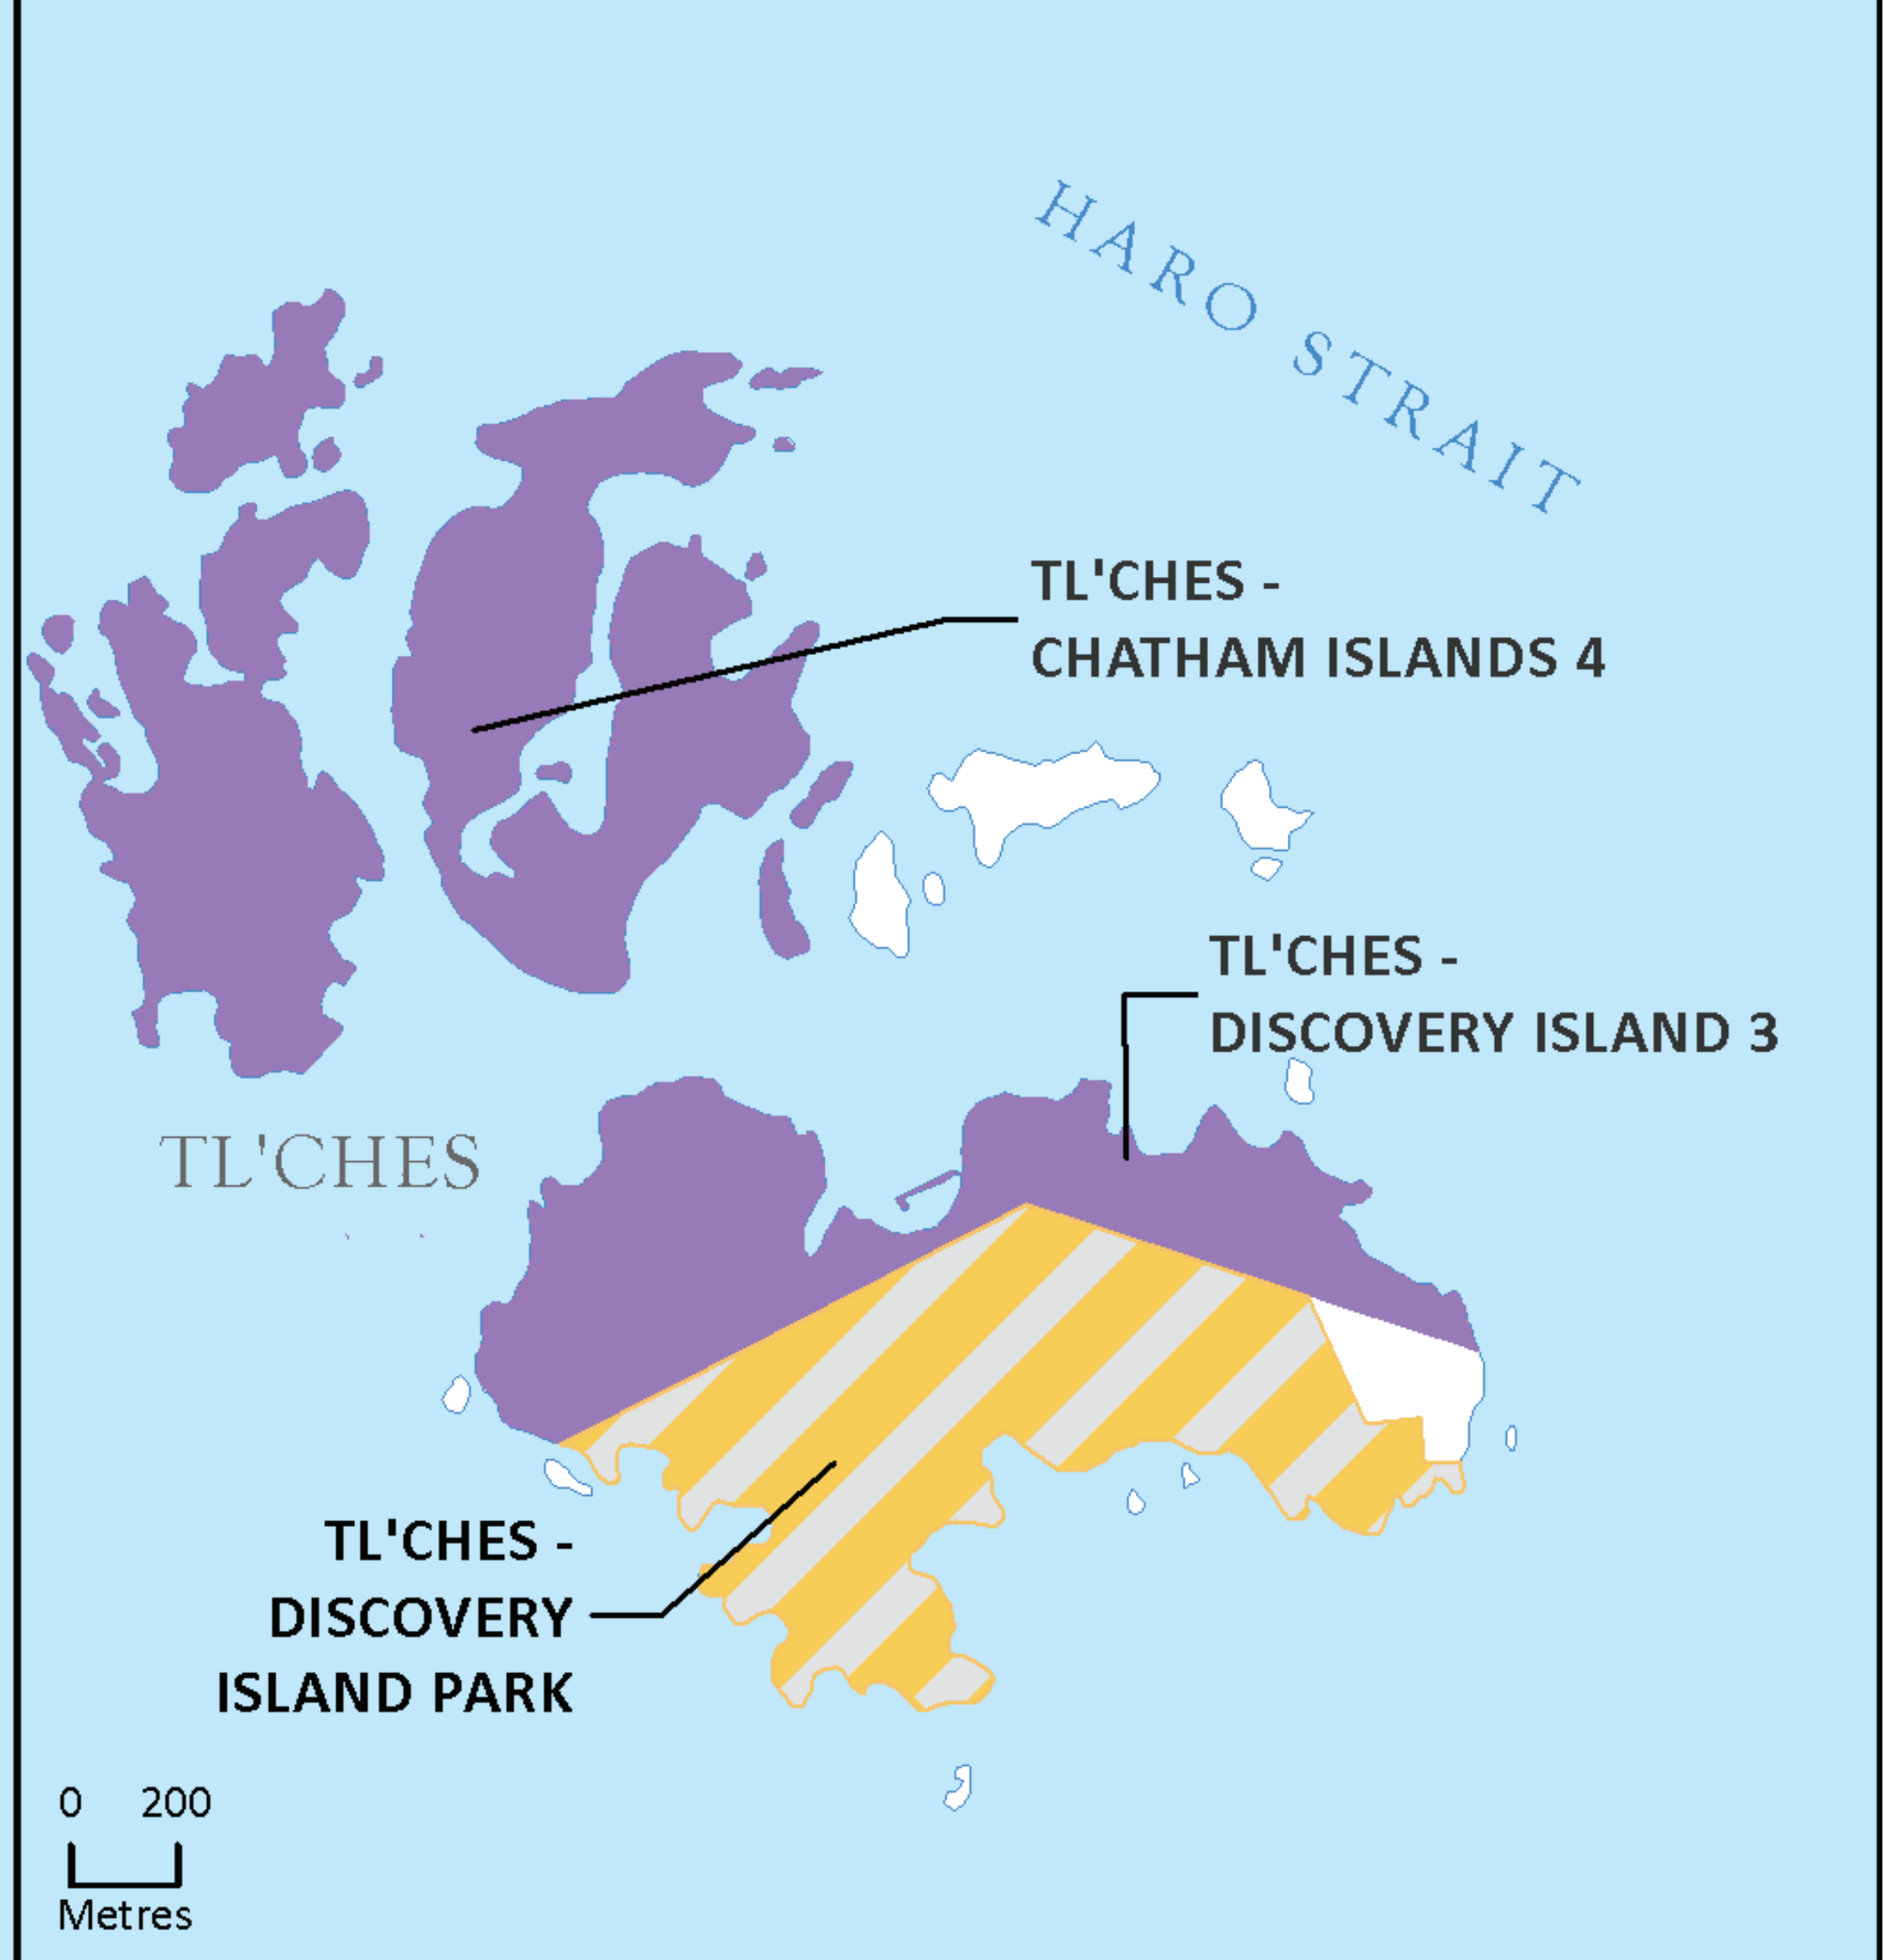 HARO STRAIT
TL'CHES -
CHATHAM ISLANDS 4
TL'CHES -
DISCOVERY ISLAND 3
TL'CHES
TL'CHES -
DISCOVERY
ISLAND PARK
0 200
Metres